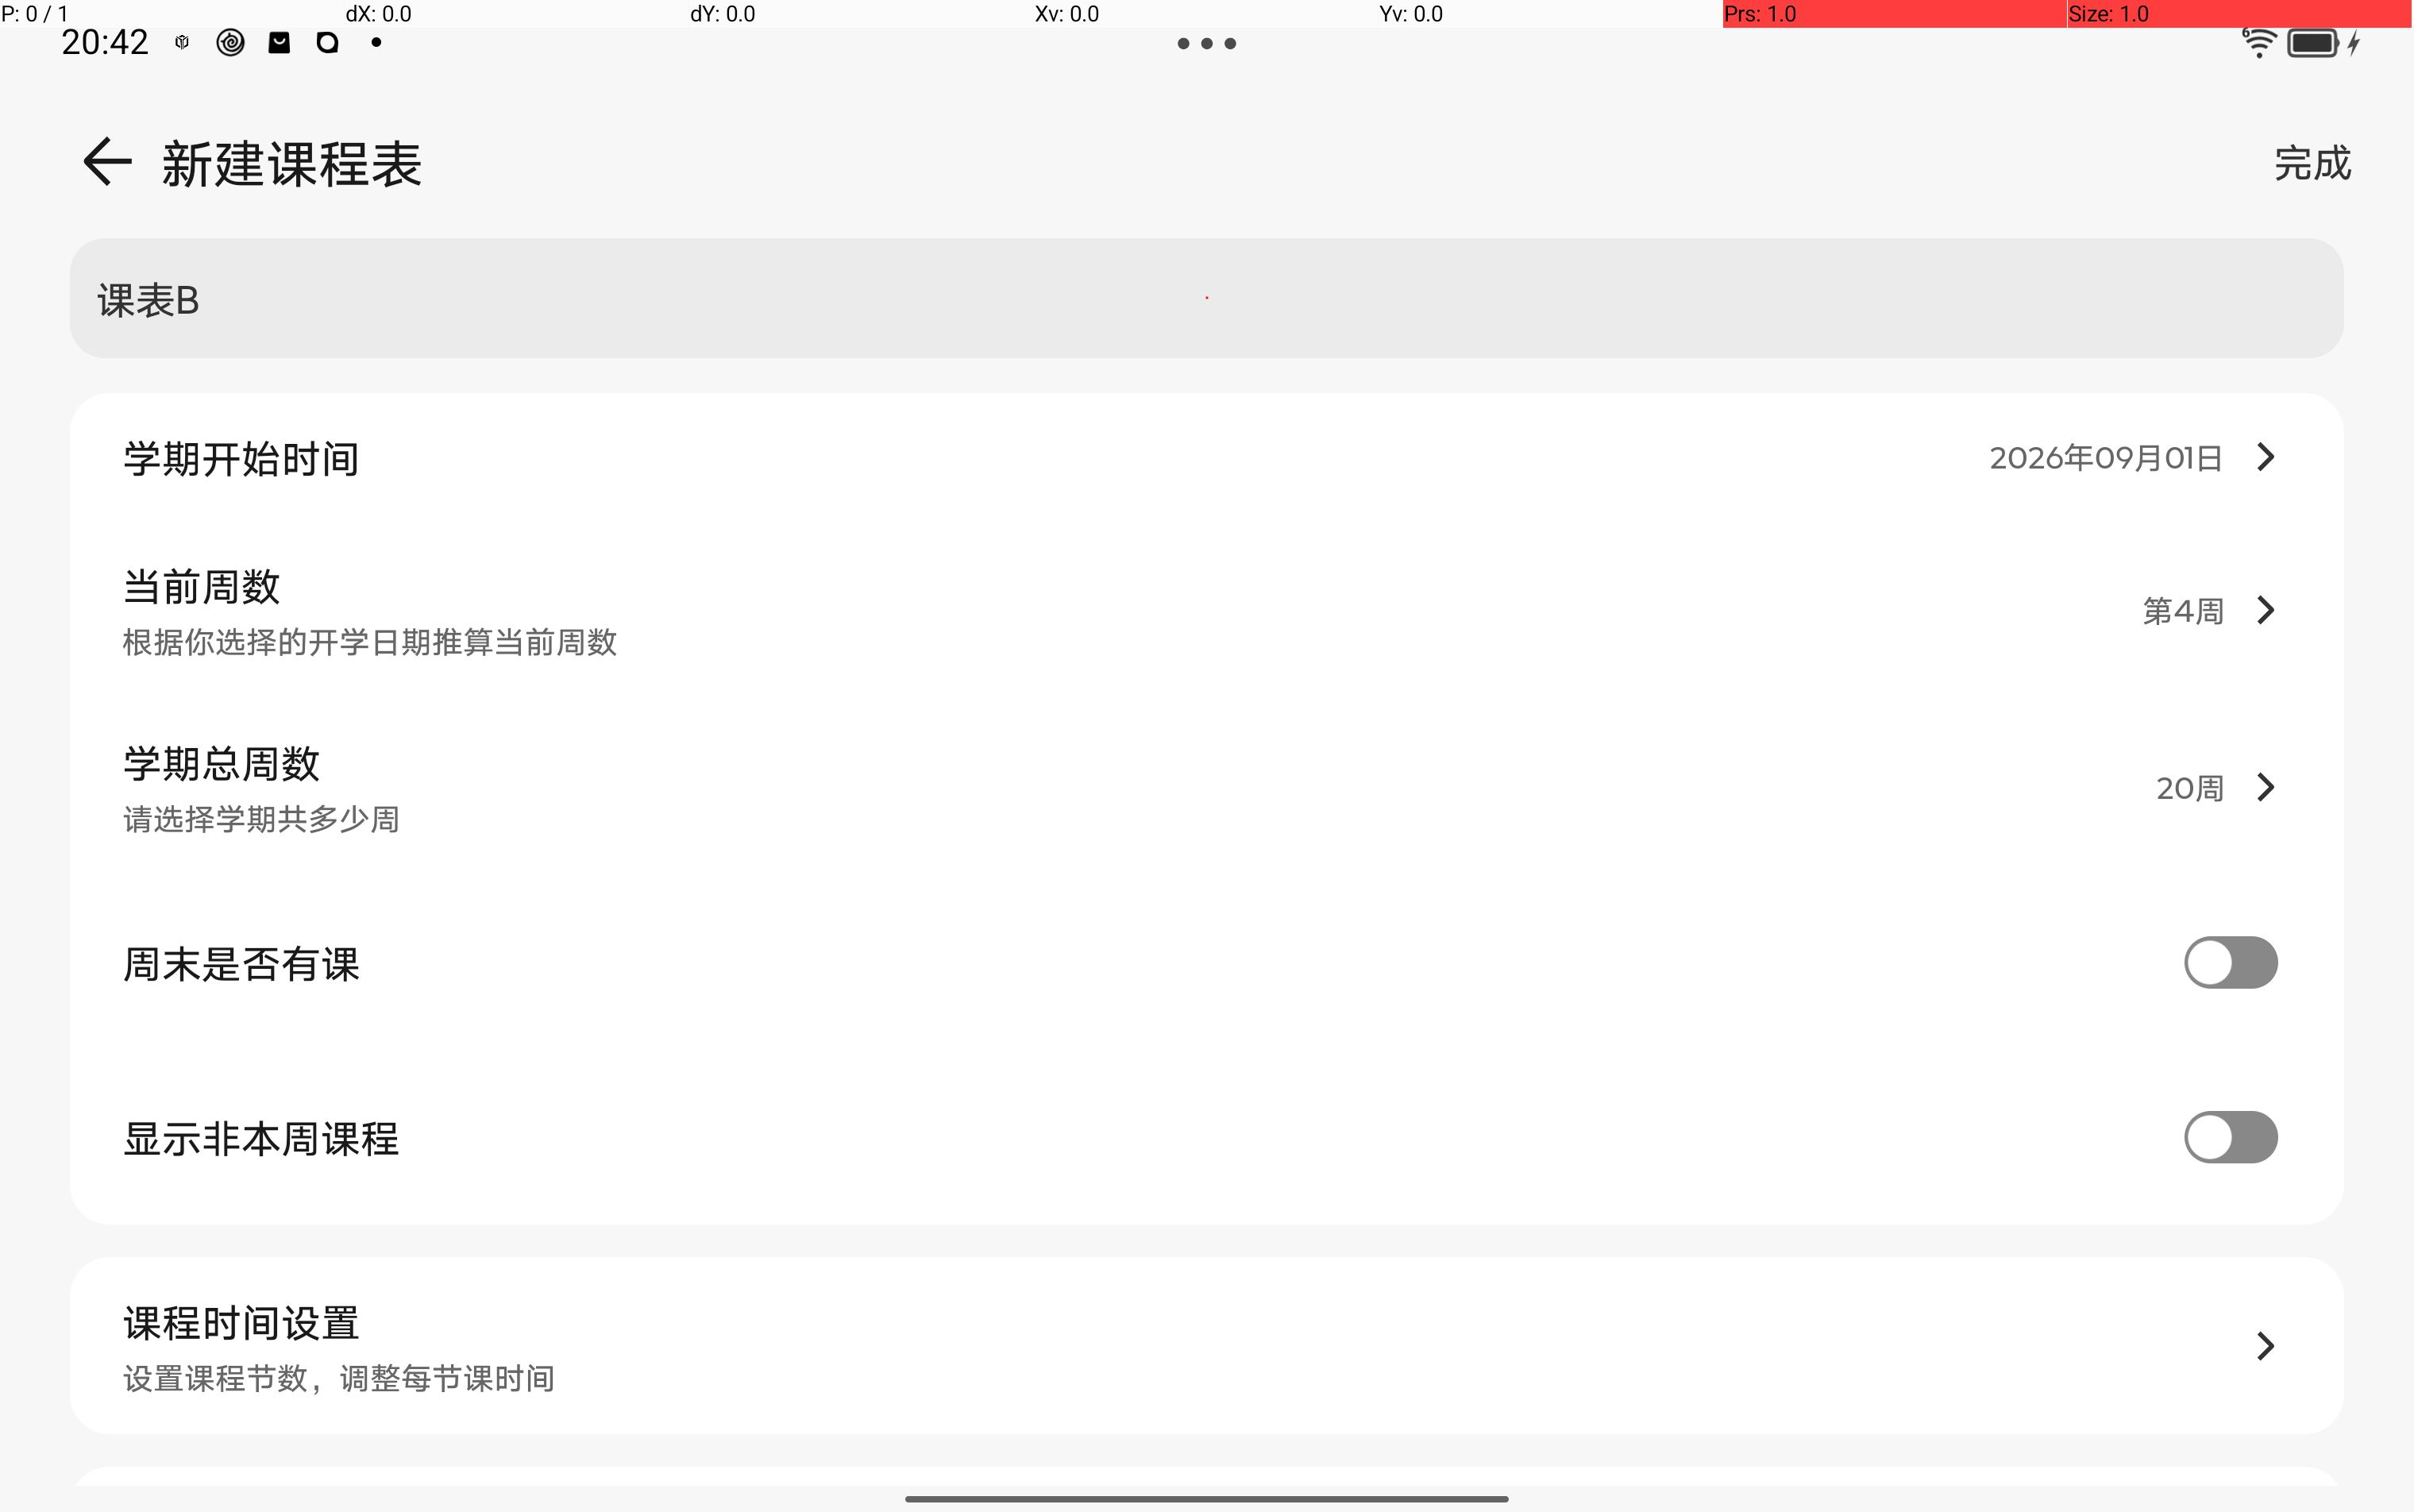 P: 0 / 1 dX: 0.0 dY: 0.0 Xv: 0.0 Yv: 0.0 Prs: 1.0 Size: 1.0
20:42 6
新建课程表 完成
课表B
学期开始时间 2026年09月01日
当前周数 第4周
根据你选择的开学日期推算当前周数
学期总周数 20周
请选择学期共多少周
周末是否有课
显示非本周课程
课程时间设置
设置课程节数，调整每节课时间